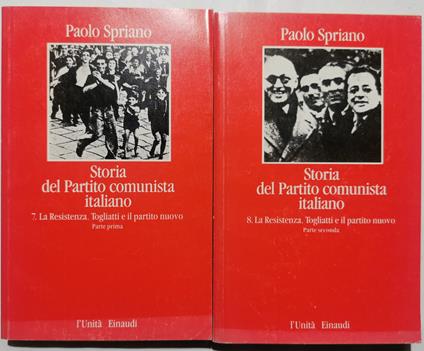 Paolo Spriano
Storia
del Partito comunista
italiano
7. La Resistenza. Togliatti e il partito nuovo
Parte prima
l'Unità Einaudi
Paolo Spriano
Storia
del Partito comunista
italiano
8. La Resistenza. Togliatti e il partito nuovo
Parte seconda
l'Unità Einaudi